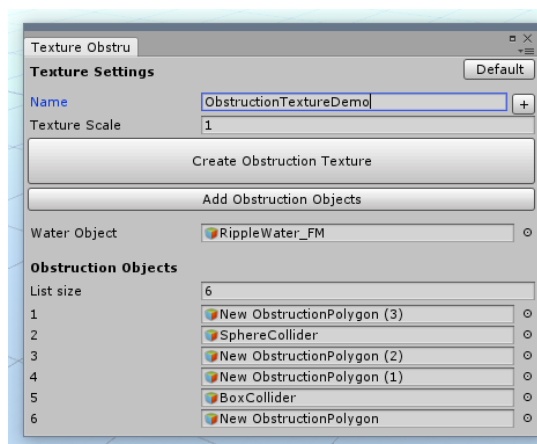 Texture Obstru
Texture Settings Default
Name ObstructionTextureDemo +
Texture Scale 1
Create Obstruction Texture
Add Obstruction Objects
Water Object RippleWater_FM
Obstruction Objects
List size 6
1 New ObstructionPolygon (3)
2 SphereCollider
3 New ObstructionPolygon (2)
4 New ObstructionPolygon (1)
5 BoxCollider
6 New ObstructionPolygon